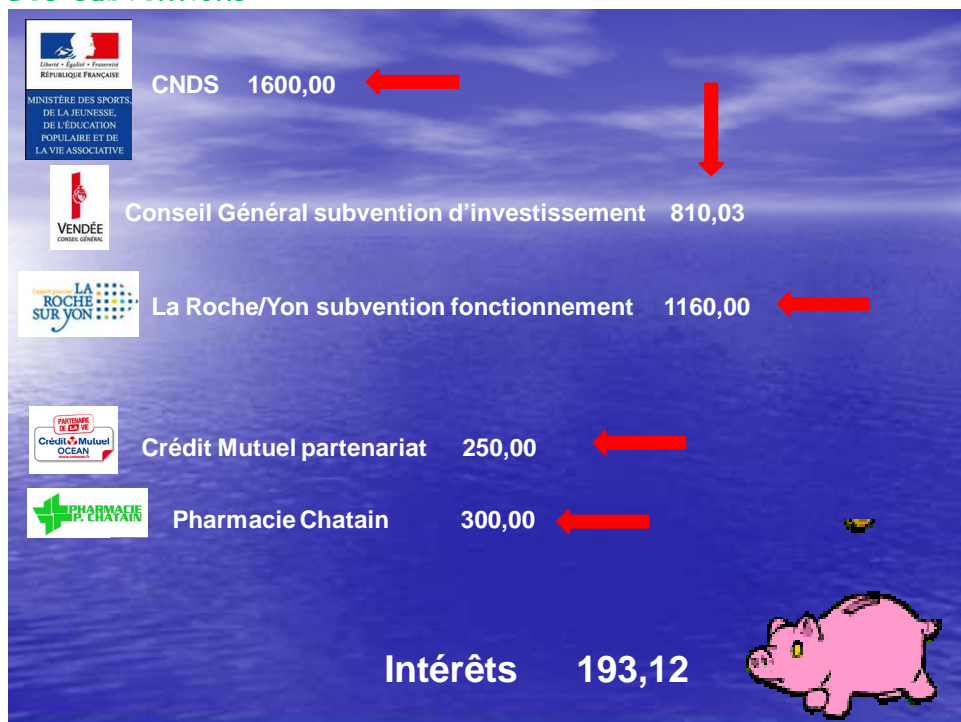 Liberté • Égalité • Fraternité
RÉPUBLIQUE FRANÇAISE
MINISTÈRE DES SPORTS,
DE LA JEUNESSE,
DE L'ÉDUCATION
POPULAIRE ET DE
LA VIE ASSOCIATIVE
CNDS 1600,00
VENDÉE
CONSEIL GÉNÉRAL
Conseil Général subvention d'investissement 810,03
LA
ROCHE
SUR YON
La Roche/Yon subvention fonctionnement 1160,00
PARTENAIRE
DE LA VIE
Crédit Mutuel
OCEAN
Crédit Mutuel partenariat 250,00
PHARMACIE
P. CHATAIN
Pharmacie Chatain 300,00
Intérêts 193,12